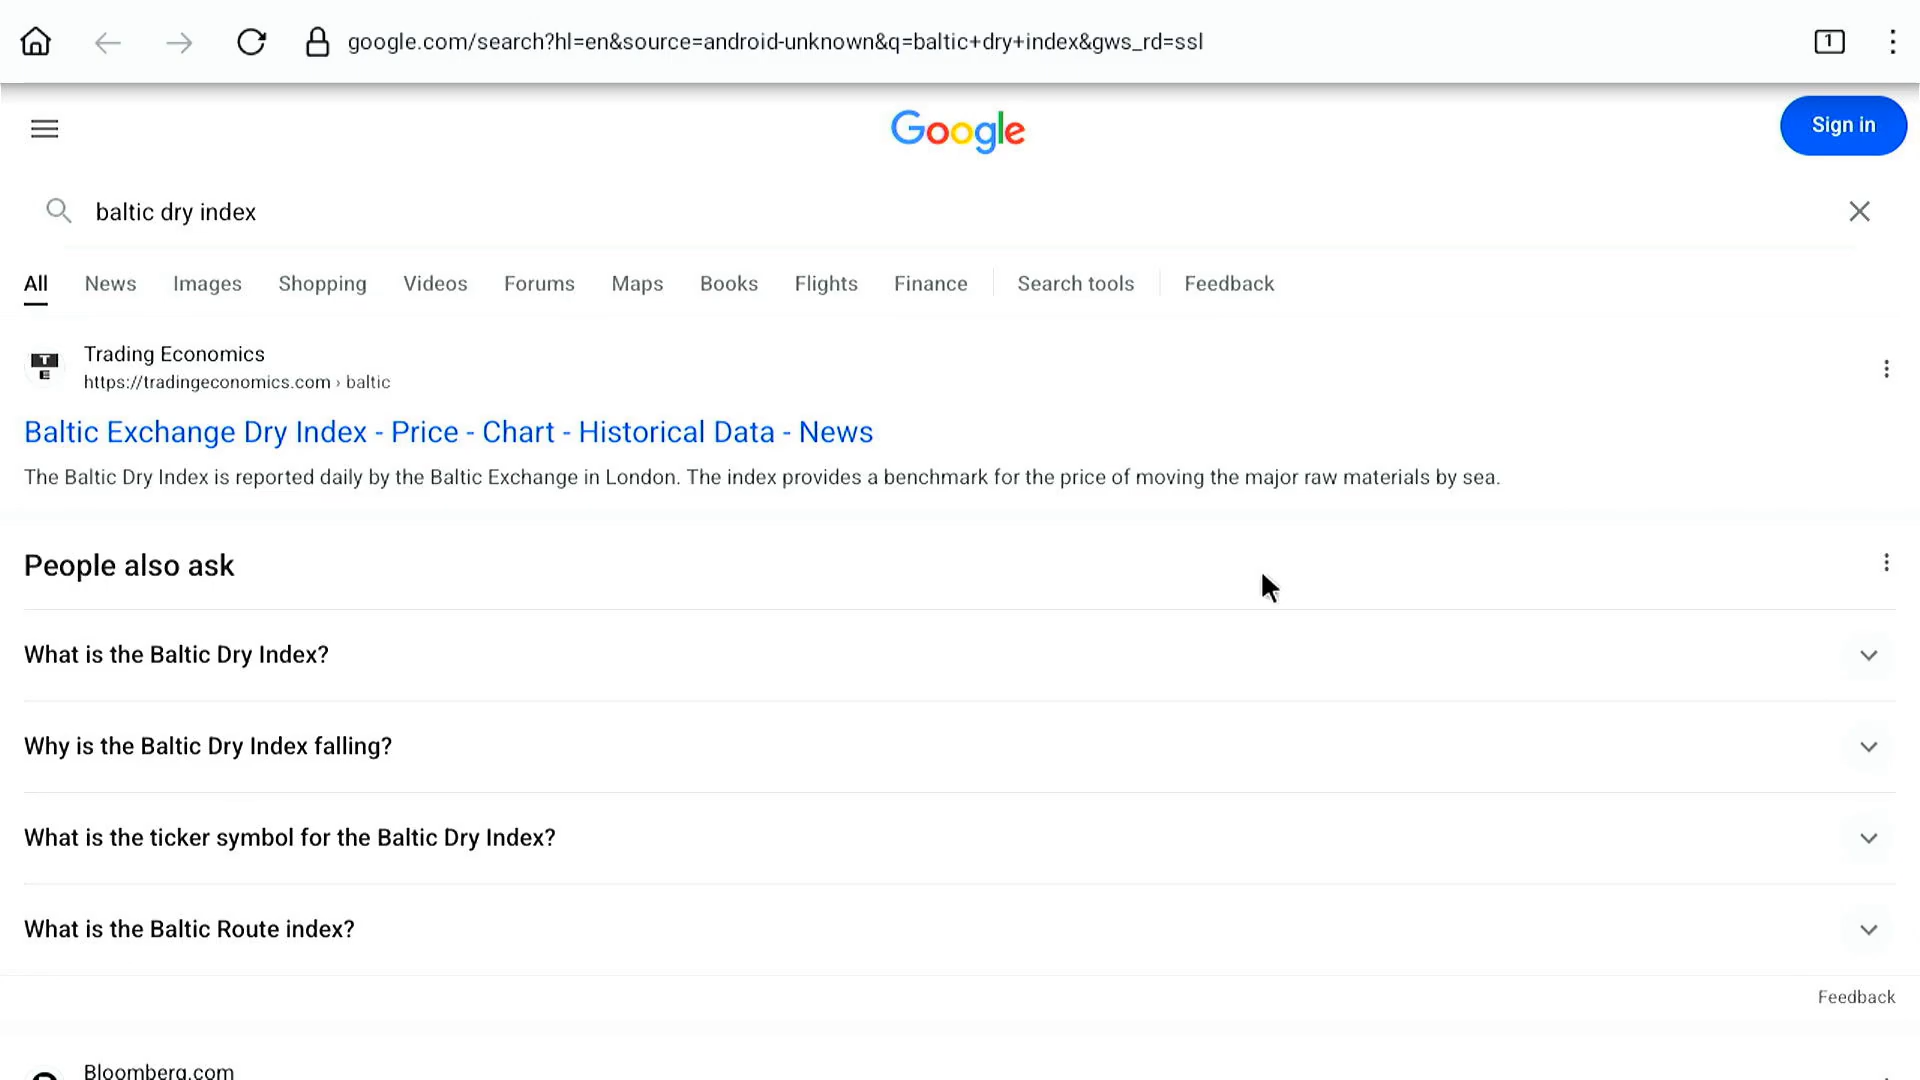 google.com/search?hl=en&source=android-unknown&q=baltic+dry+index&gws_rd=ssl
1
Google
Sign in
baltic dry index
All News Images Shopping Videos Forums Maps Books Flights Finance Search tools Feedback
TE
Trading Economics
https://tradingeconomics.com › baltic
Baltic Exchange Dry Index - Price - Chart - Historical Data - News
The Baltic Dry Index is reported daily by the Baltic Exchange in London. The index provides a benchmark for the price of moving the major raw materials by sea.
People also ask
What is the Baltic Dry Index?
Why is the Baltic Dry Index falling?
What is the ticker symbol for the Baltic Dry Index?
What is the Baltic Route index?
Feedback
Bloomberg.com